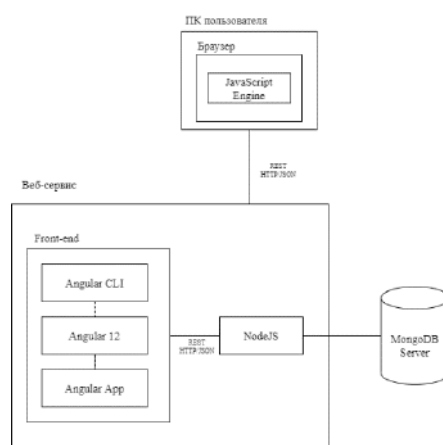 ПК пользователя
Браузер
JavaScript
Engine
REST
HTTP/JSON
Веб-сервис
Front-end
Angular CLI
Angular 12
Angular App
REST
HTTP/JSON
NodeJS
MongoDB
Server